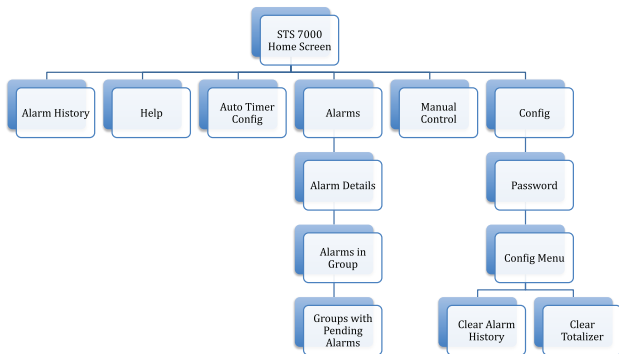 STS 7000
Home Screen
Alarm History
Help
Auto Timer
Config
Alarms
Manual
Control
Config
Alarm Details
Password
Alarms in
Group
Config Menu
Groups with
Pending
Alarms
Clear Alarm
History
Clear
Totalizer